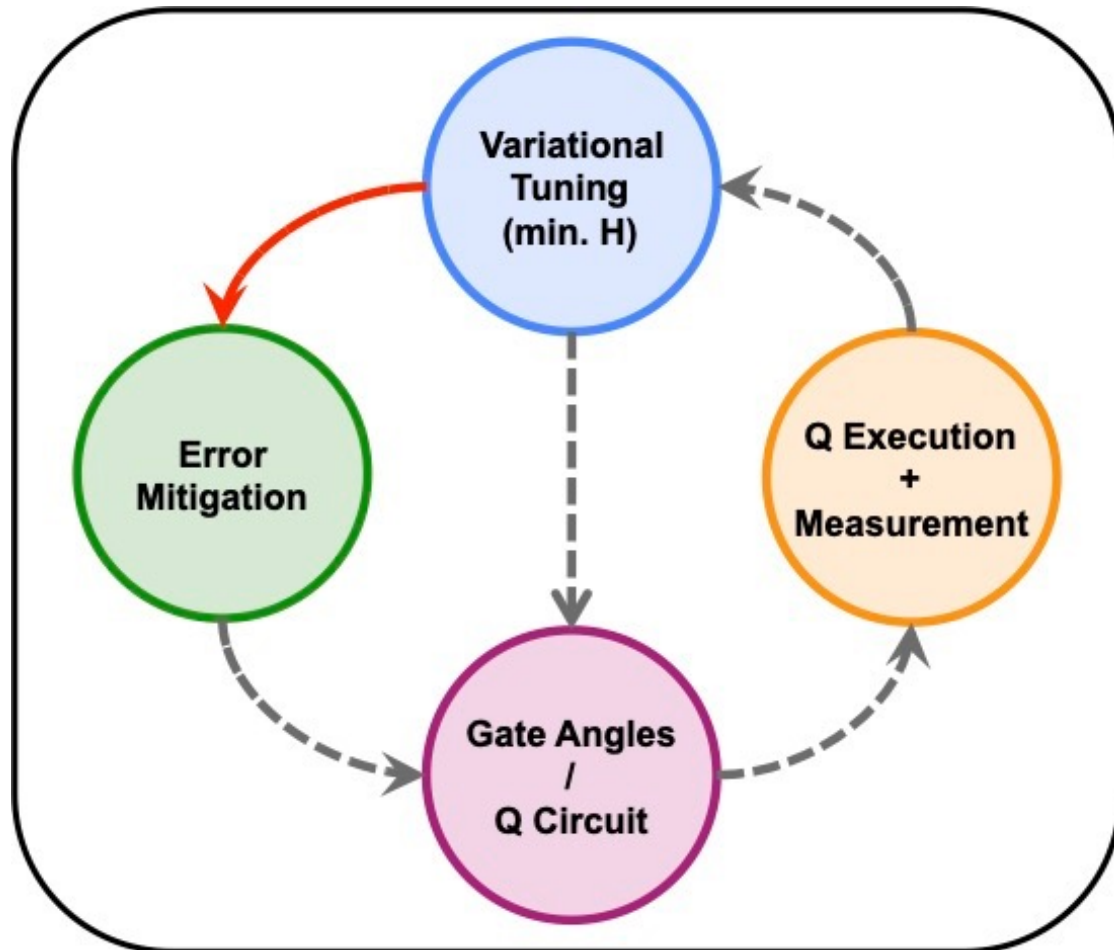 Variational
Tuning
(min. H)
Error
Mitigation
Q Execution
+
Measurement
Gate Angles
/
Q Circuit